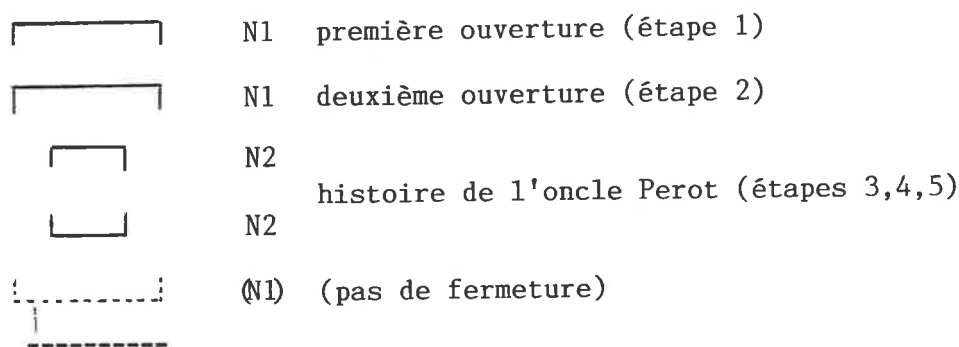 N1 première ouverture (étape 1)
N1 deuxième ouverture (étape 2)
N2
histoire de l'oncle Perot (étapes 3,4,5)
N2
(N1) (pas de fermeture)